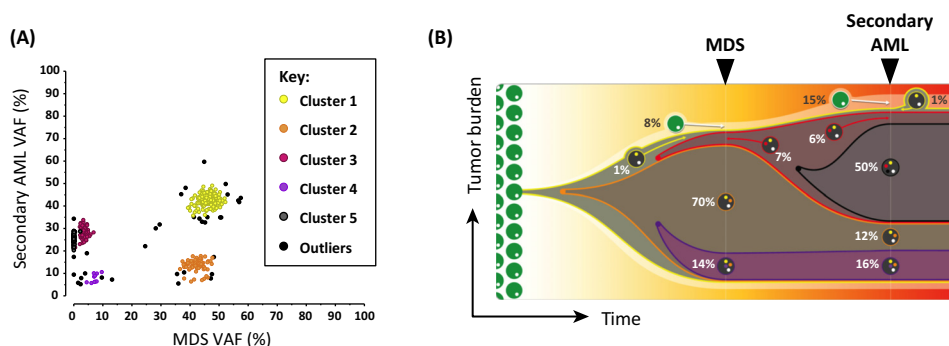 (A)
Secondary AML VAF (%)
100
90
80
70
60
50
40
30
20
10
0
0 10 20 30 40 50 60 70 80 90 100
MDS VAF (%)
Key:
Cluster 1
Cluster 2
Cluster 3
Cluster 4
Cluster 5
Outliers
(B)
MDS
Secondary
AML
Tumor burden
8%
1%
7%
70%
14%
15%
1%
6%
50%
12%
16%
Time